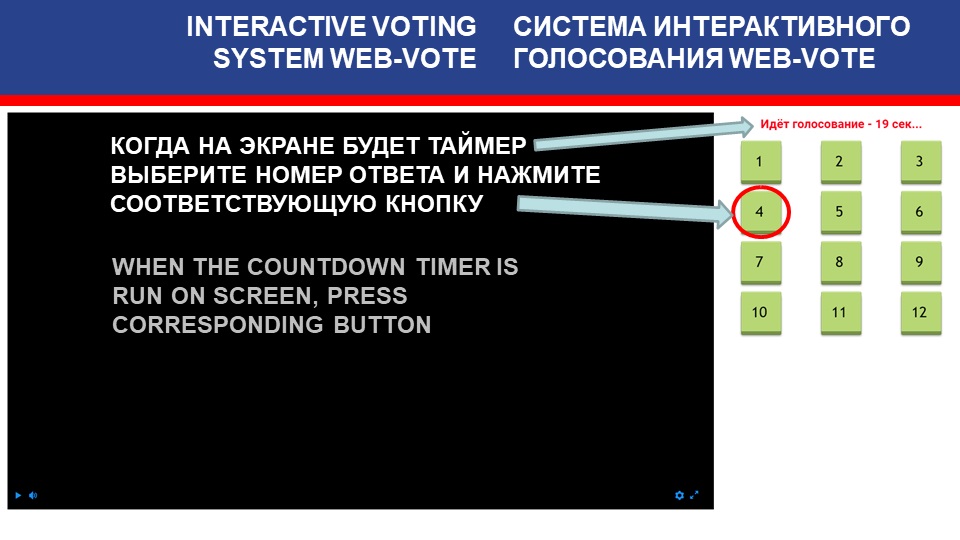 INTERACTIVE VOTING
SYSTEM WEB-VOTE
СИСТЕМА ИНТЕРАКТИВНОГО
ГОЛОСОВАНИЯ WEB-VOTE
КОГДА НА ЭКРАНЕ БУДЕТ ТАЙМЕР
ВЫБЕРИТЕ НОМЕР ОТВЕТА И НАЖМИТЕ
СООТВЕТСТВУЮЩУЮ КНОПКУ
WHEN THE COUNTDOWN TIMER IS
RUN ON SCREEN, PRESS
CORRESPONDING BUTTON
Идёт голосование - 19 сек...
1 2 3
4 5 6
7 8 9
10 11 12